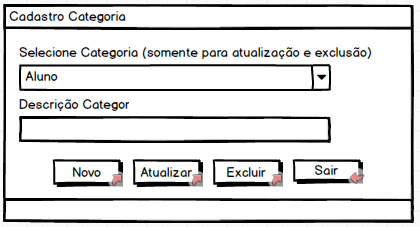 Cadastro Categoria
Selecione Categoria (somente para atualização e exclusão)
Aluno
Descrição Categor
Novo Atualizar Excluir Sair